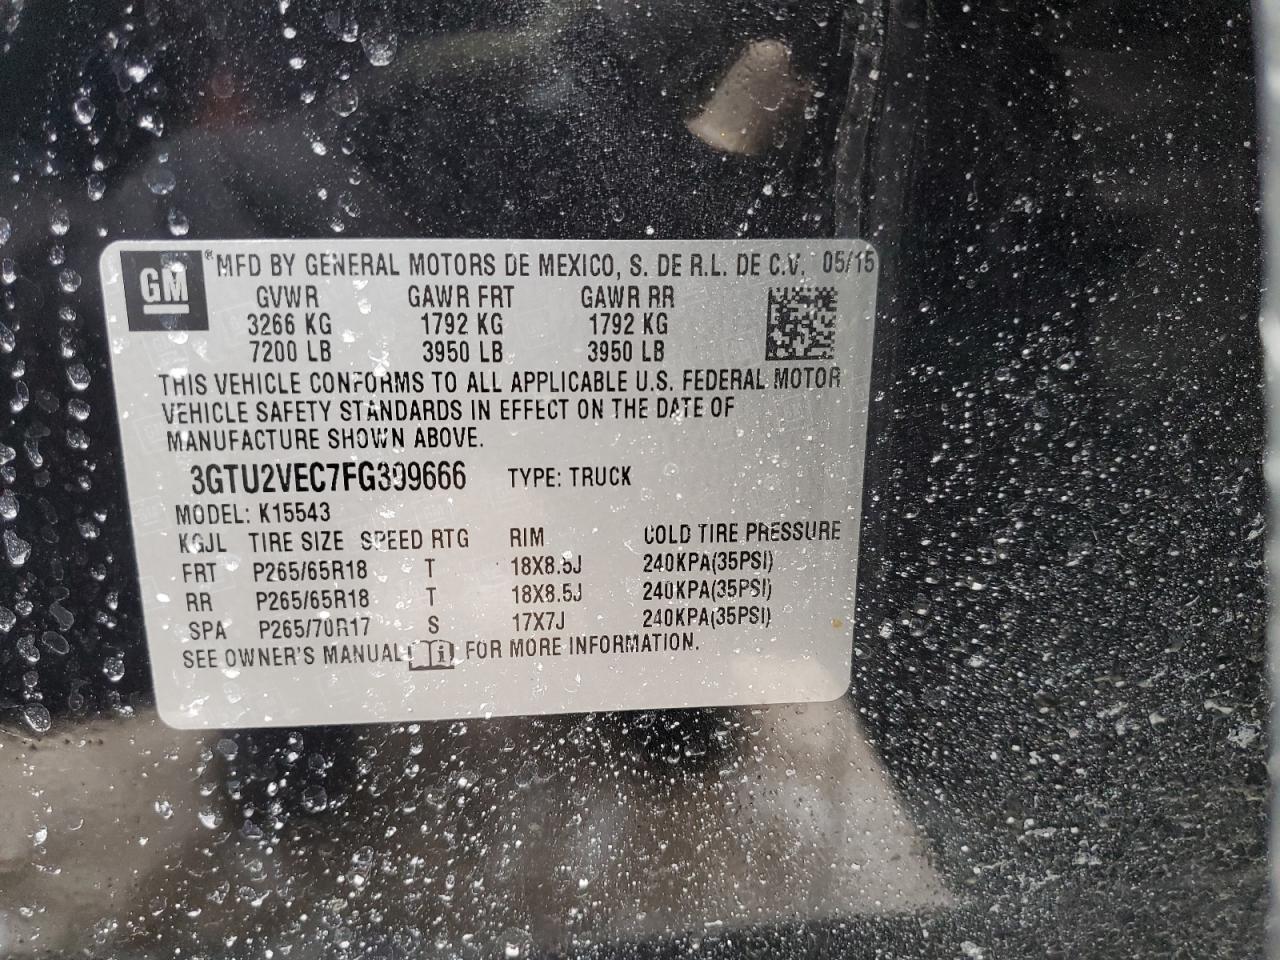 GM ® MFD BY GENERAL MOTORS DE MEXICO, S. DE R.L. DE C.V. 05/15
GVWR GAWR FRT GAWR RR
3266 KG 1792 KG 1792 KG
7200 LB 3950 LB 3950 LB
THIS VEHICLE CONFORMS TO ALL APPLICABLE U.S. FEDERAL MOTOR
VEHICLE SAFETY STANDARDS IN EFFECT ON THE DATE OF
MANUFACTURE SHOWN ABOVE.
3GTU2VEC7FG399666 TYPE: TRUCK
MODEL: K15543
KGJL TIRE SIZE SPEED RTG RIM COLD TIRE PRESSURE
FRT P265/65R18 T 18X8.5J 240KPA(35PSI)
RR P265/65R18 T 18X8.5J 240KPA(35PSI)
SPA P265/70R17 S 17X7J 240KPA(35PSI)
SEE OWNER'S MANUAL i FOR MORE INFORMATION.